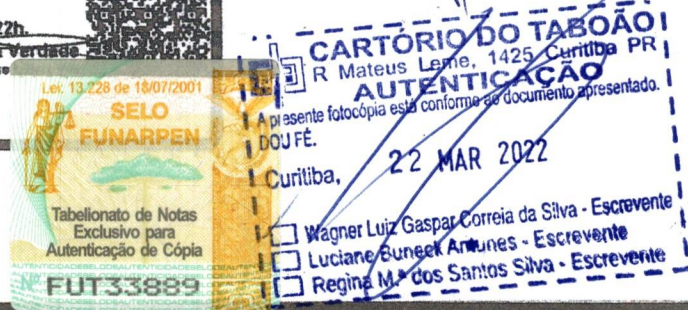 22h.
Verdade
Lei. 13.228 de 18/07/2001
SELO
FUNARPEN
Tabelionato de Notas
Exclusivo para
Autenticação de Cópia
Nº FUT33889
CARTÓRIO DO TABOÃO
R Mateus Leme, 1425 Curitiba PR
AUTENTICAÇÃO
A presente fotocópia está conforme ao documento apresentado.
DOU FÉ.
Curitiba, 22 MAR 2022
Wagner Luiz Gaspar Correia da Silva - Escrevente
Luciane Buneck Antunes - Escrevente
Regina M.ª dos Santos Silva - Escrevente